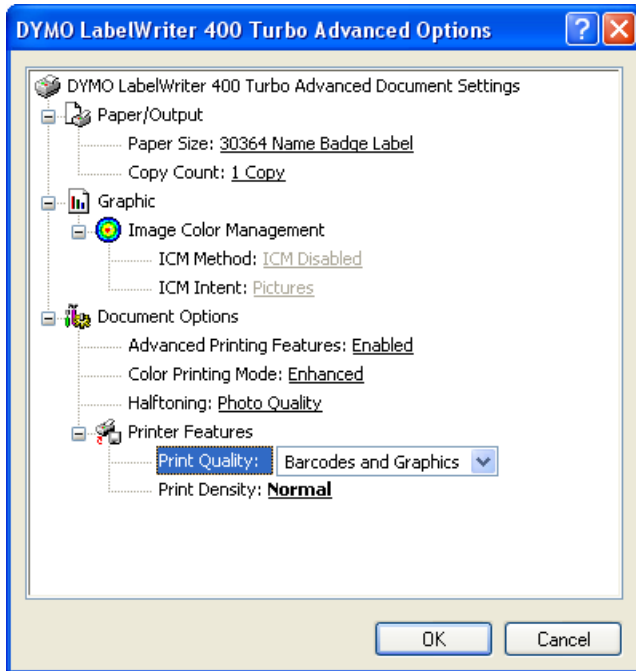 DYMO LabelWriter 400 Turbo Advanced Options
DYMO LabelWriter 400 Turbo Advanced Document Settings
Paper/Output
Paper Size: 30364 Name Badge Label
Copy Count: 1 Copy
Graphic
Image Color Management
ICM Method: ICM Disabled
ICM Intent: Pictures
Document Options
Advanced Printing Features: Enabled
Color Printing Mode: Enhanced
Halftoning: Photo Quality
Printer Features
Print Quality: Barcodes and Graphics
Print Density: Normal
OK Cancel